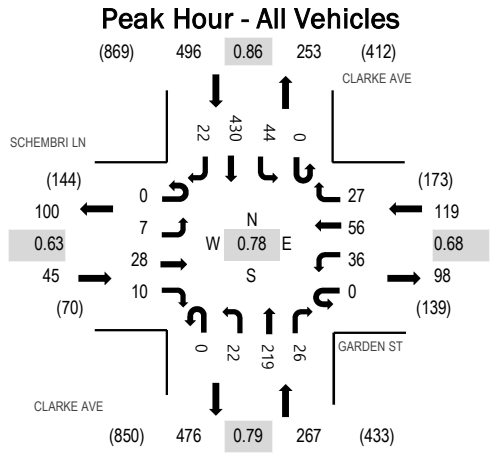 Peak Hour - All Vehicles
(869) 496 0.86 253 (412)
CLARKE AVE
22 430 44 0
SCHEMBRI LN
(144) 0 27 (173)
100 7 N 56 119
0.63 W 0.78 E 0.68
45 28 S 36 98
(70) 10 0 (139)
0 22 219 26
GARDEN ST
CLARKE AVE
(850) 476 0.79 267 (433)